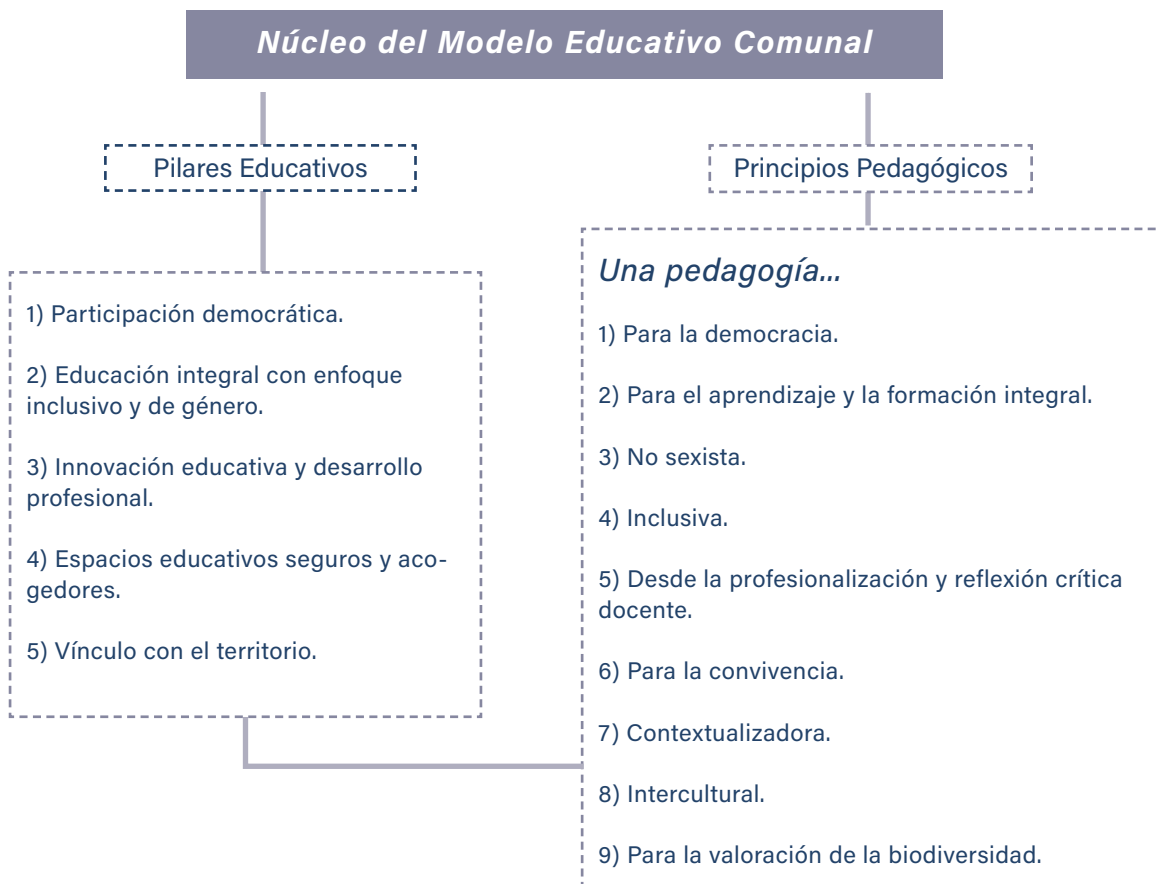 Núcleo del Modelo Educativo Comunal
Pilares Educativos
1) Participación democrática.
2) Educación integral con enfoque
inclusivo y de género.
3) Innovación educativa y desarrollo
profesional.
4) Espacios educativos seguros y aco-
gedores.
5) Vínculo con el territorio.
Principios Pedagógicos
Una pedagogía...
1) Para la democracia.
2) Para el aprendizaje y la formación integral.
3) No sexista.
4) Inclusiva.
5) Desde la profesionalización y reflexión crítica
docente.
6) Para la convivencia.
7) Contextualizadora.
8) Intercultural.
9) Para la valoración de la biodiversidad.